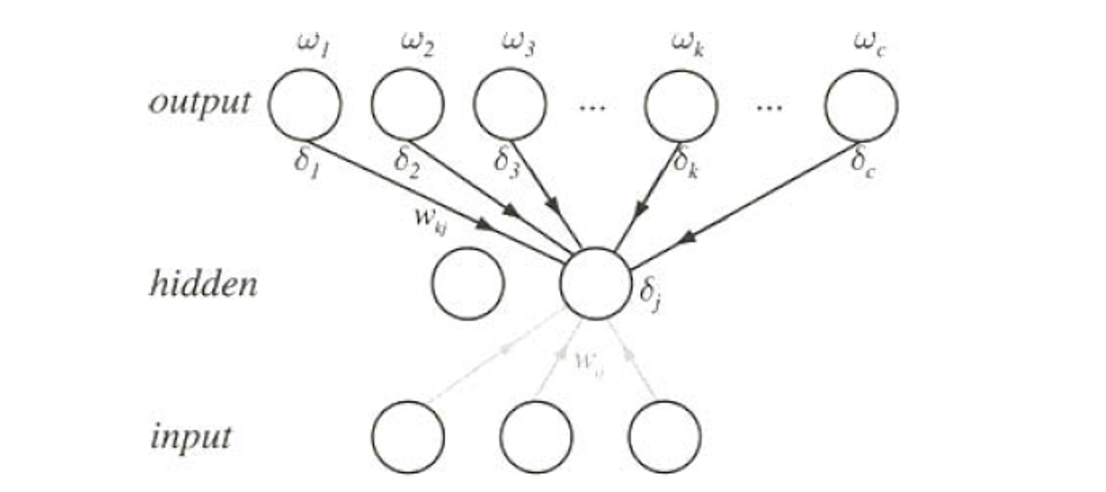 ω1 ω2 ω3 ωk ωc
output ... ...
δ1 δ2 δ3 δk δc
wkj
hidden δj
input